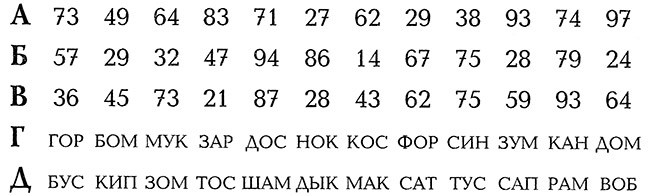 А 73 49 64 83 71 27 62 29 38 93 74 97
Б 57 29 32 47 94 86 14 67 75 28 79 24
В 36 45 73 21 87 28 43 62 75 59 93 64
Г ГОР БОМ МУК ЗАР ДОС НОК КОС ФОР СИН ЗУМ КАН ДОМ
Д БУС КИП ЗОМ ТОС ШАМ ДЫК МАК САТ ТУС САП РАМ ВОБ